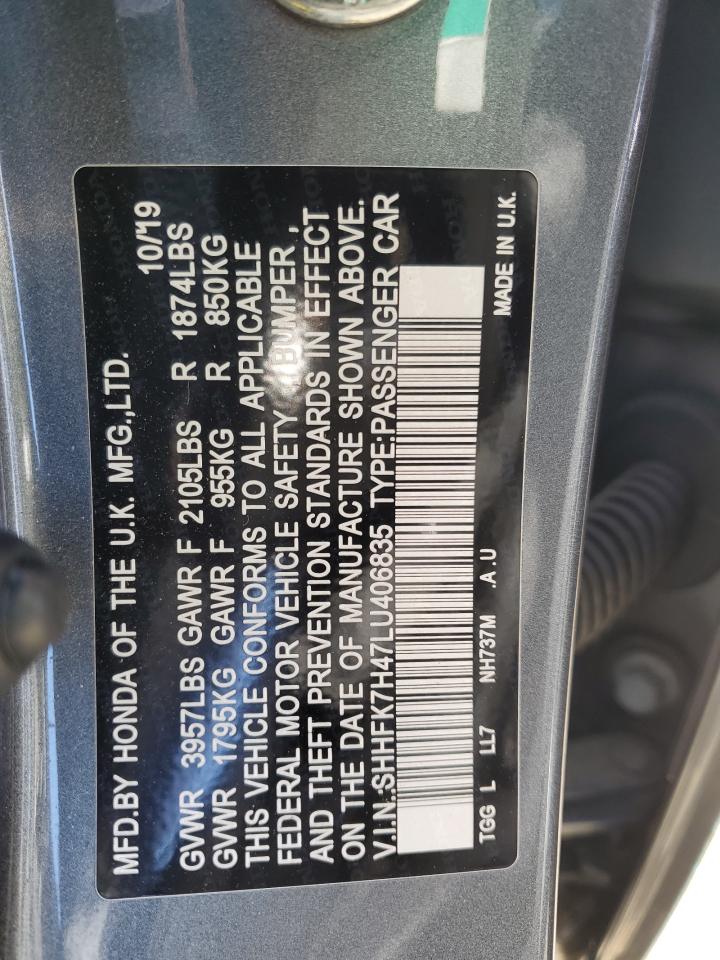 MFD.BY HONDA OF THE U.K. MFG.,LTD. 10/19
GVWR 3957LBS GAWR F 2105LBS R 1874LBS
GVWR 1795KG GAWR F 955KG R 850KG
THIS VEHICLE CONFORMS TO ALL APPLICABLE
FEDERAL MOTOR VEHICLE SAFETY , BUMPER ,
AND THEFT PREVENTION STANDARDS IN EFFECT
ON THE DATE OF MANUFACTURE SHOWN ABOVE.
V.I.N.:SHHFK7H47LU406835 TYPE:PASSENGER CAR
TGG L LL7 NH737M .A.U MADE IN U.K.